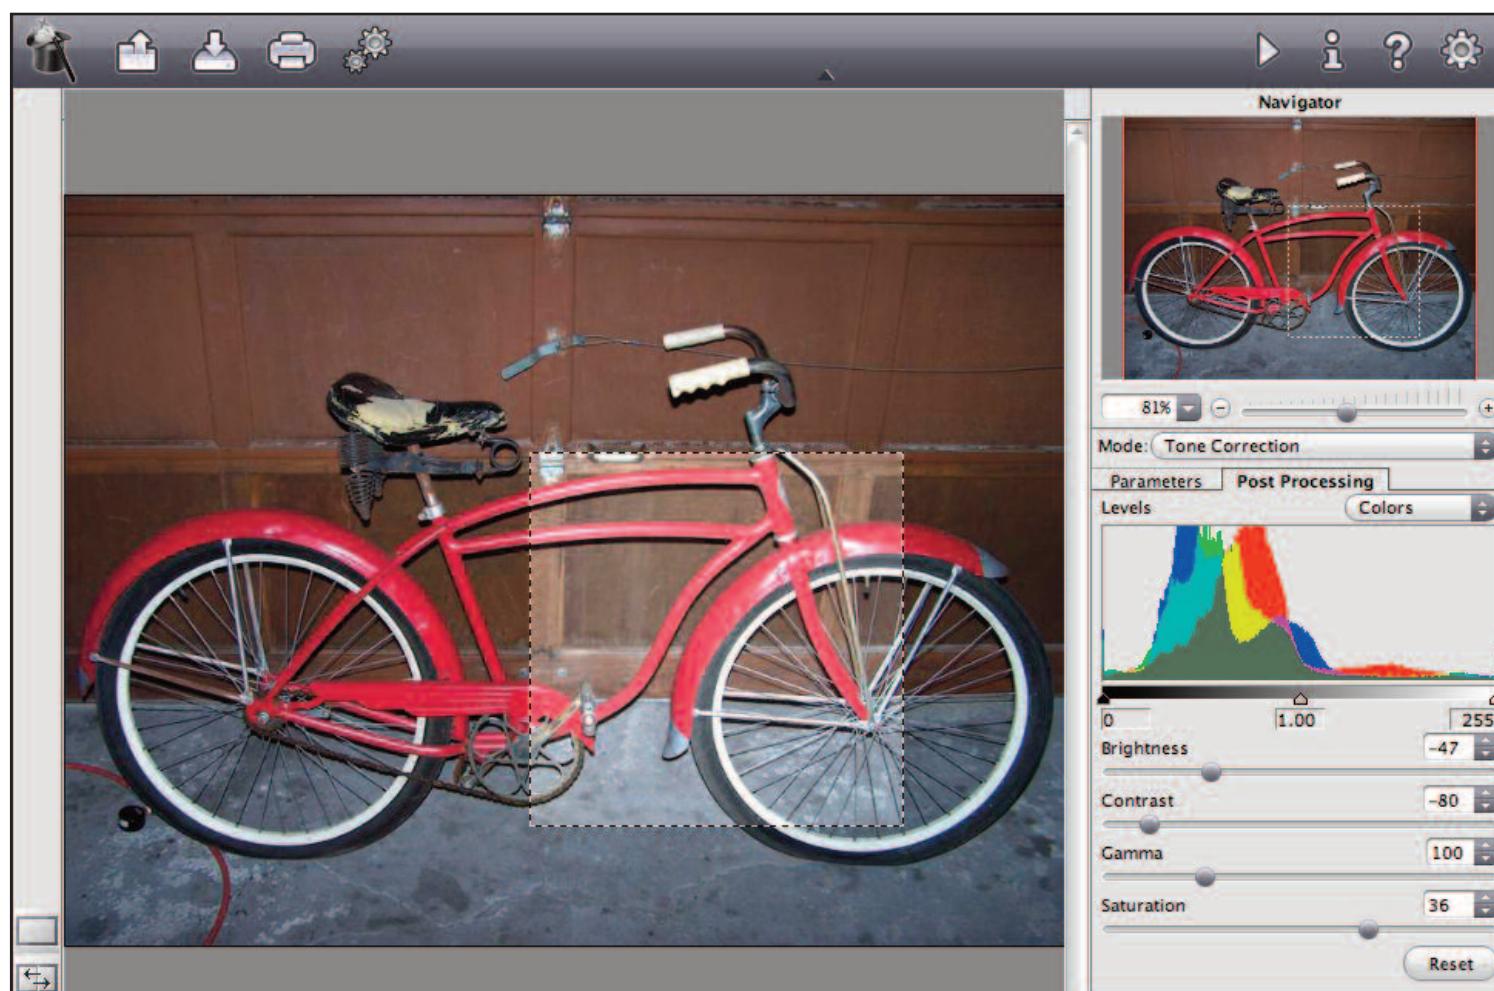 Navigator
81%
Mode: Tone Correction
Parameters Post Processing
Levels Colors
0 1.00 255
Brightness -47
Contrast -80
Gamma 100
Saturation 36
Reset